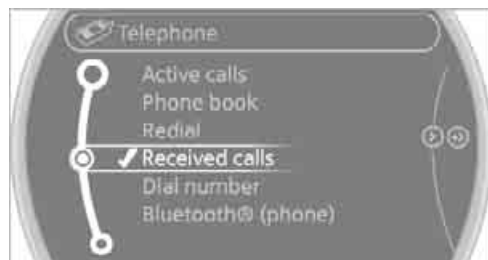 Telephone
Active calls
Phone book
Redial
Received calls
Dial number
Bluetooth® (phone)